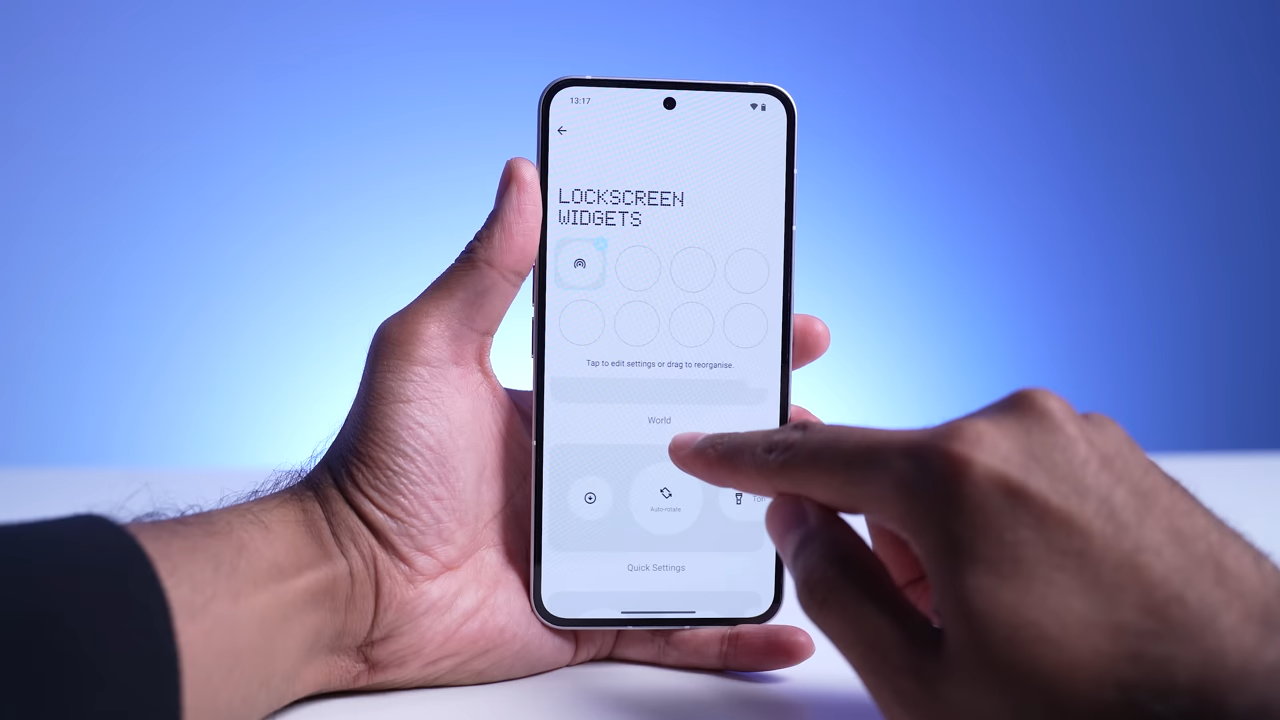 13:17
LOCKSCREEN
WIDGETS
Tap to edit settings or drag to reorganise.
World
Auto-rotate
Quick Settings